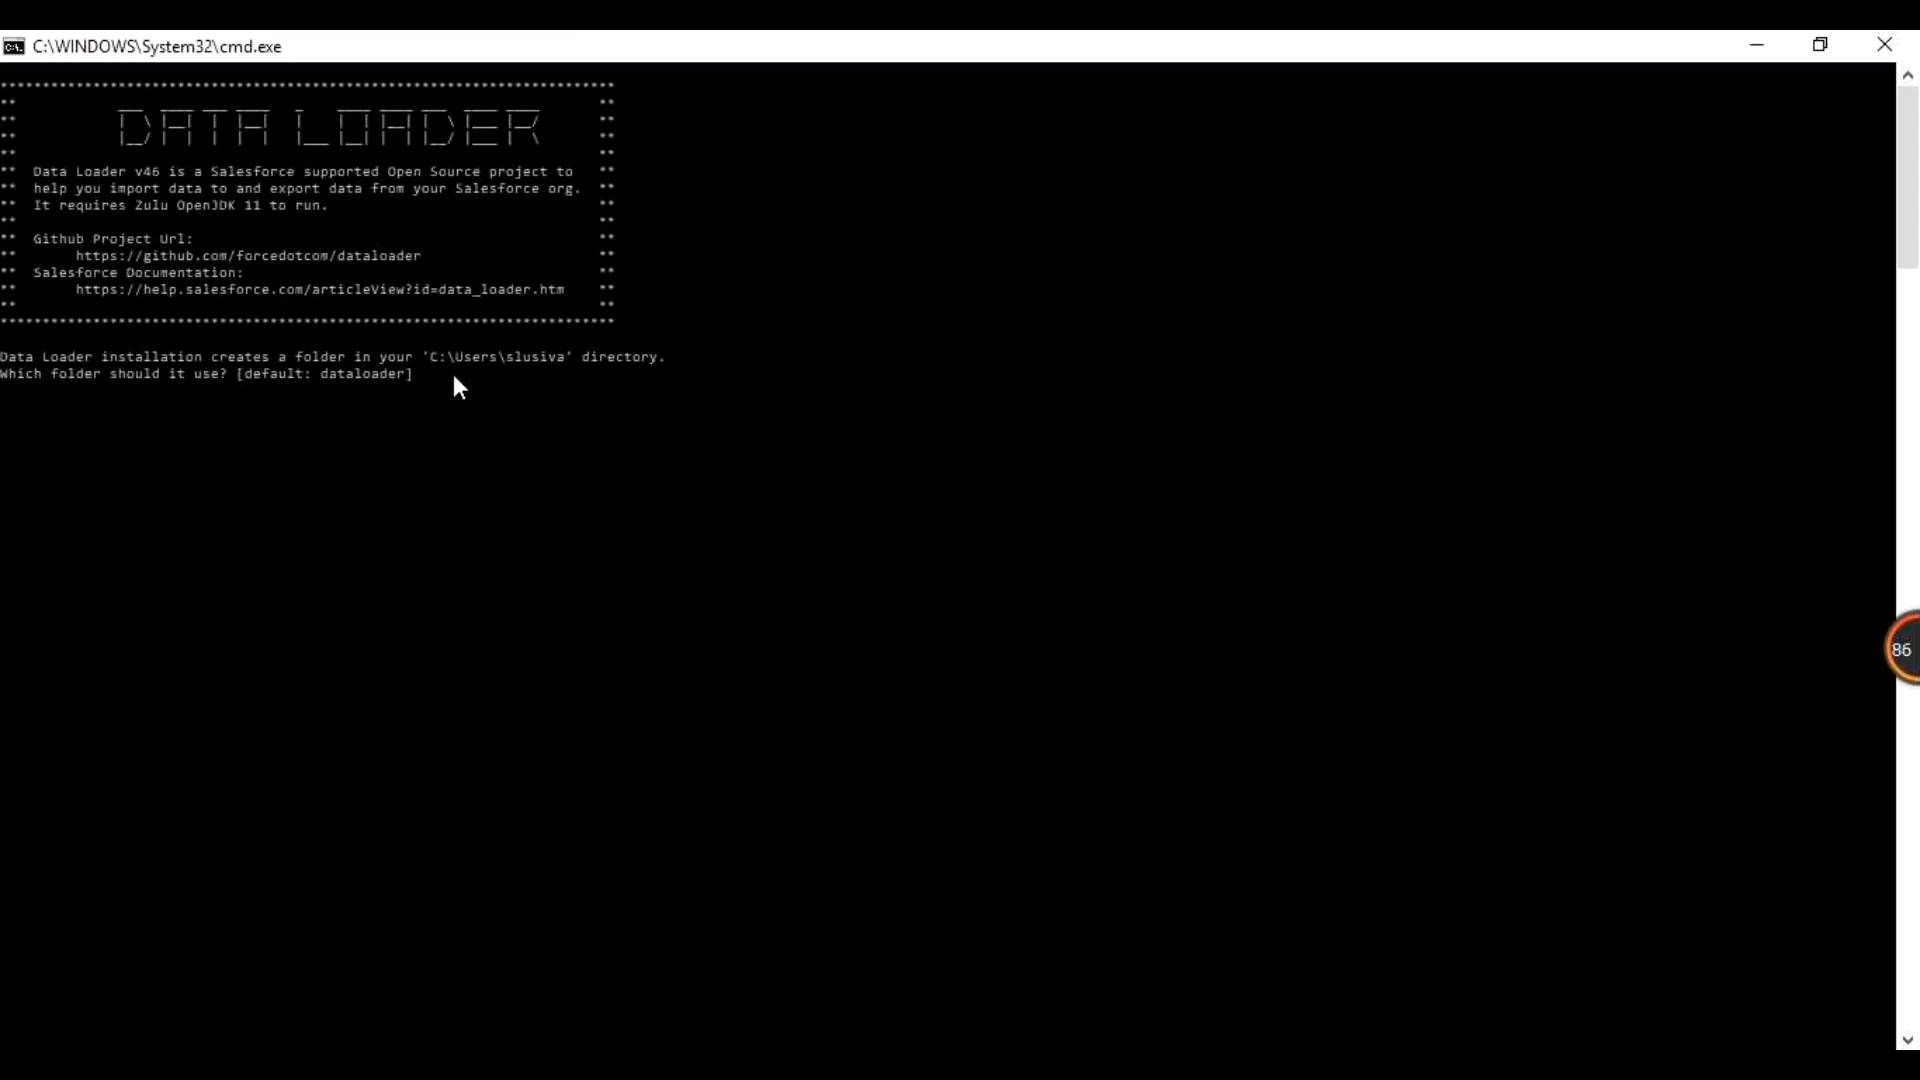 C:\WINDOWS\System32\cmd.exe
*************************************************************************
** **
** DATA LOADER **
** **
** **
** **
** Data Loader v46 is a Salesforce supported Open Source project to **
** help you import data to and export data from your Salesforce org. **
** It requires Zulu OpenJDK 11 to run. **
** **
** Github Project Url: **
** https://github.com/forcedotcom/dataloader **
** Salesforce Documentation: **
** https://help.salesforce.com/articleView?id=data_loader.htm **
** **
*************************************************************************
Data Loader installation creates a folder in your 'C:\Users\slusiva' directory.
Which folder should it use? [default: dataloader]
86